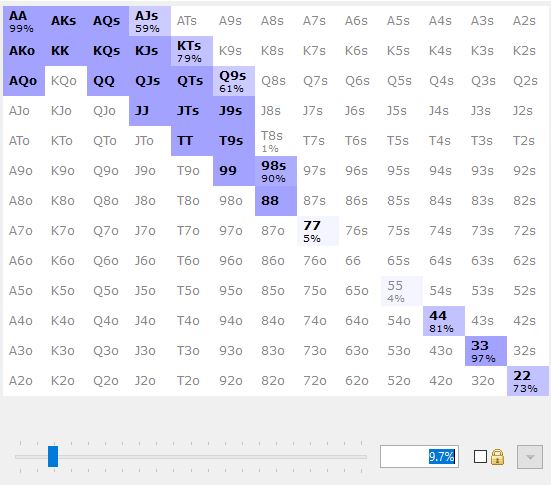 AA AKs AQs AJs ATs A9s A8s A7s A6s A5s A4s A3s A2s
99% 59%
AKo KK KQs KJs KTs K9s K8s K7s K6s K5s K4s K3s K2s
79%
AQo KQo QQ QJs QTs Q9s Q8s Q7s Q6s Q5s Q4s Q3s Q2s
61%
AJo KJo QJo JJ JTs J9s J8s J7s J6s J5s J4s J3s J2s
ATo KTo QTo JTo TT T9s T8s T7s T6s T5s T4s T3s T2s
1%
A9o K9o Q9o J9o T9o 99 98s 97s 96s 95s 94s 93s 92s
90%
A8o K8o Q8o J8o T8o 98o 88 87s 86s 85s 84s 83s 82s
A7o K7o Q7o J7o T7o 97o 87o 77 76s 75s 74s 73s 72s
5%
A6o K6o Q6o J6o T6o 96o 86o 76o 66 65s 64s 63s 62s
A5o K5o Q5o J5o T5o 95o 85o 75o 65o 55 54s 53s 52s
4%
A4o K4o Q4o J4o T4o 94o 84o 74o 64o 54o 44 43s 42s
81%
A3o K3o Q3o J3o T3o 93o 83o 73o 63o 53o 43o 33 32s
97%
A2o K2o Q2o J2o T2o 92o 82o 72o 62o 52o 42o 32o 22
73%
9.7%